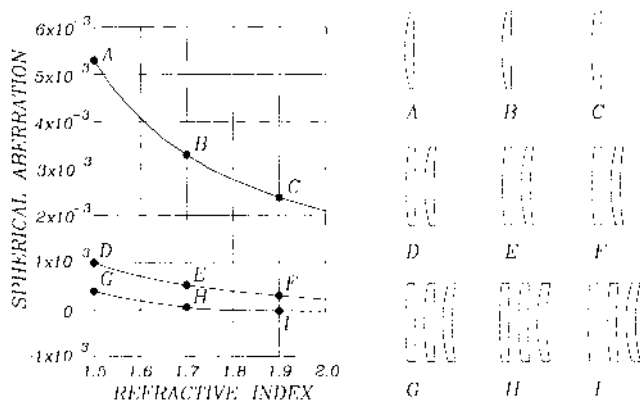 SPHERICAL ABERRATION
6x10⁻³
5x10⁻³
4x10⁻³
3x10⁻³
2x10⁻³
1x10⁻³
0
-1x10⁻³
1.5 1.6 1.7 1.8 1.9 2.0
REFRACTIVE INDEX
A
B
C
D
E
F
G
H
I
A B C
D E F
G H I